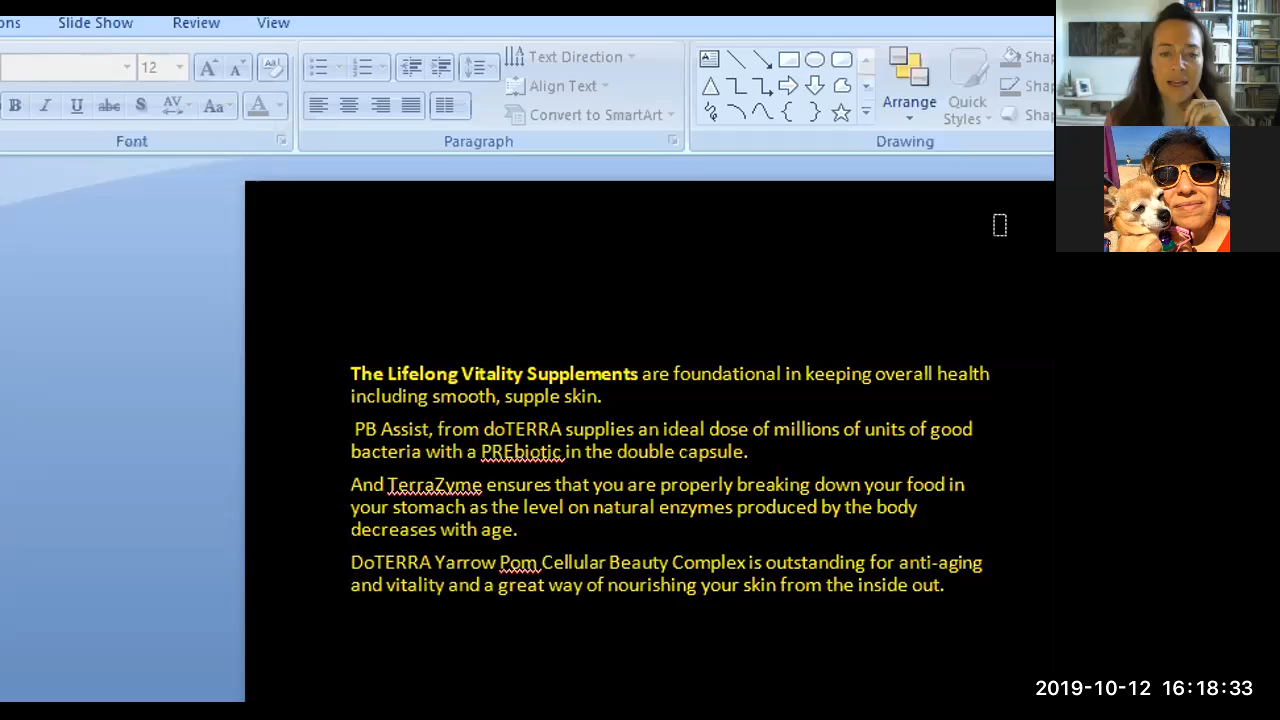 Slide Show Review View
12
Text Direction
Align Text
Convert to SmartArt
B I U abe S AV Aa A
Arrange
Quick
Styles
Font
Paragraph
Drawing
The Lifelong Vitality Supplements are foundational in keeping overall health
including smooth, supple skin.
PB Assist, from doTERRA supplies an ideal dose of millions of units of good
bacteria with a PREbiotic in the double capsule.
And TerraZyme ensures that you are properly breaking down your food in
your stomach as the level on natural enzymes produced by the body
decreases with age.
DoTERRA Yarrow Pom Cellular Beauty Complex is outstanding for anti-aging
and vitality and a great way of nourishing your skin from the inside out.
2019-10-12 16:18:33